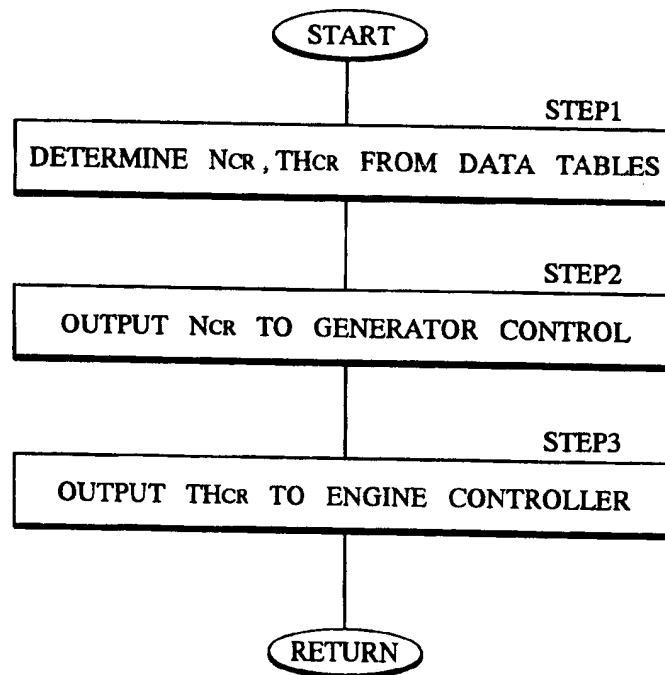 START
STEP1
DETERMINE NCR, THCR FROM DATA TABLES
STEP2
OUTPUT NCR TO GENERATOR CONTROL
STEP3
OUTPUT THCR TO ENGINE CONTROLLER
RETURN